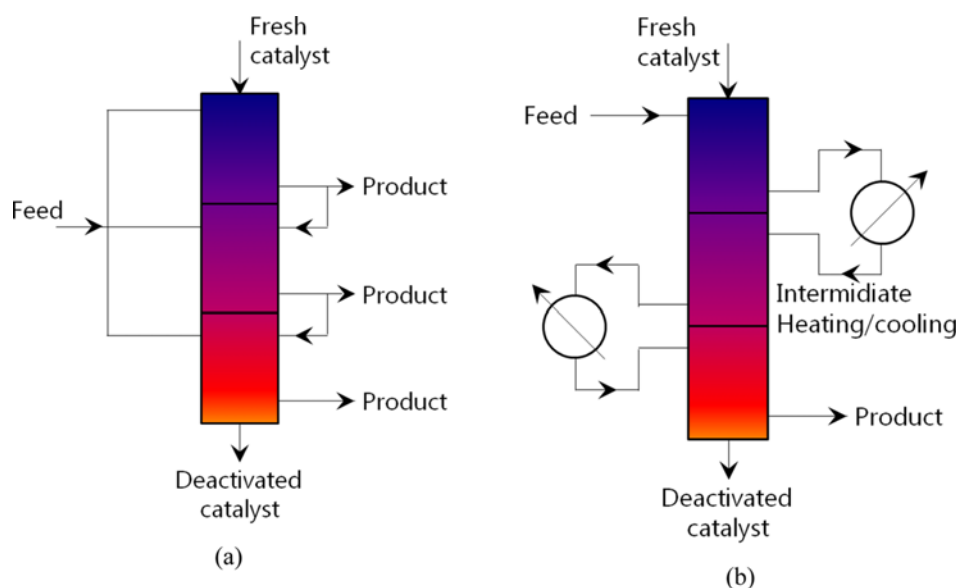 Fresh
catalyst
Feed
Product
Product
Product
Deactivated
catalyst
(a)
Fresh
catalyst
Feed
Intermidiate
Heating/cooling
Product
Deactivated
catalyst
(b)